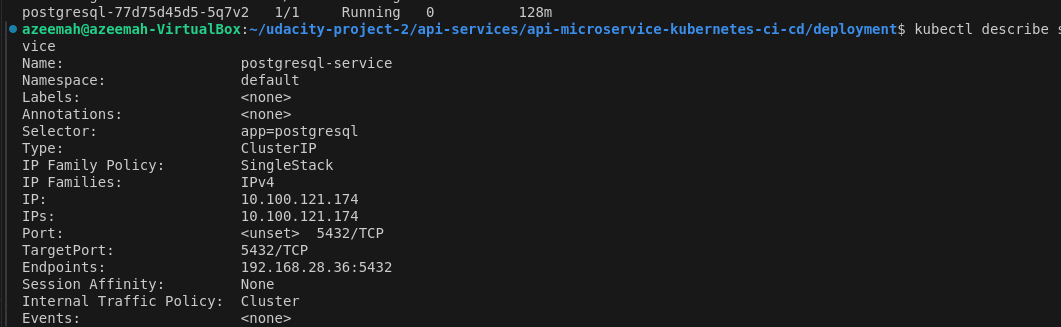 postgresql-77d75d45d5-5q7v2   1/1     Running   0          128m
azeemah@azeemah-VirtualBox:~/udacity-project-2/api-services/api-microservice-kubernetes-ci-cd/deployment$ kubectl describe s
vice
Name:                     postgresql-service
Namespace:                default
Labels:                   <none>
Annotations:              <none>
Selector:                 app=postgresql
Type:                     ClusterIP
IP Family Policy:         SingleStack
IP Families:              IPv4
IP:                       10.100.121.174
IPs:                      10.100.121.174
Port:                     <unset>  5432/TCP
TargetPort:               5432/TCP
Endpoints:                192.168.28.36:5432
Session Affinity:         None
Internal Traffic Policy:  Cluster
Events:                   <none>